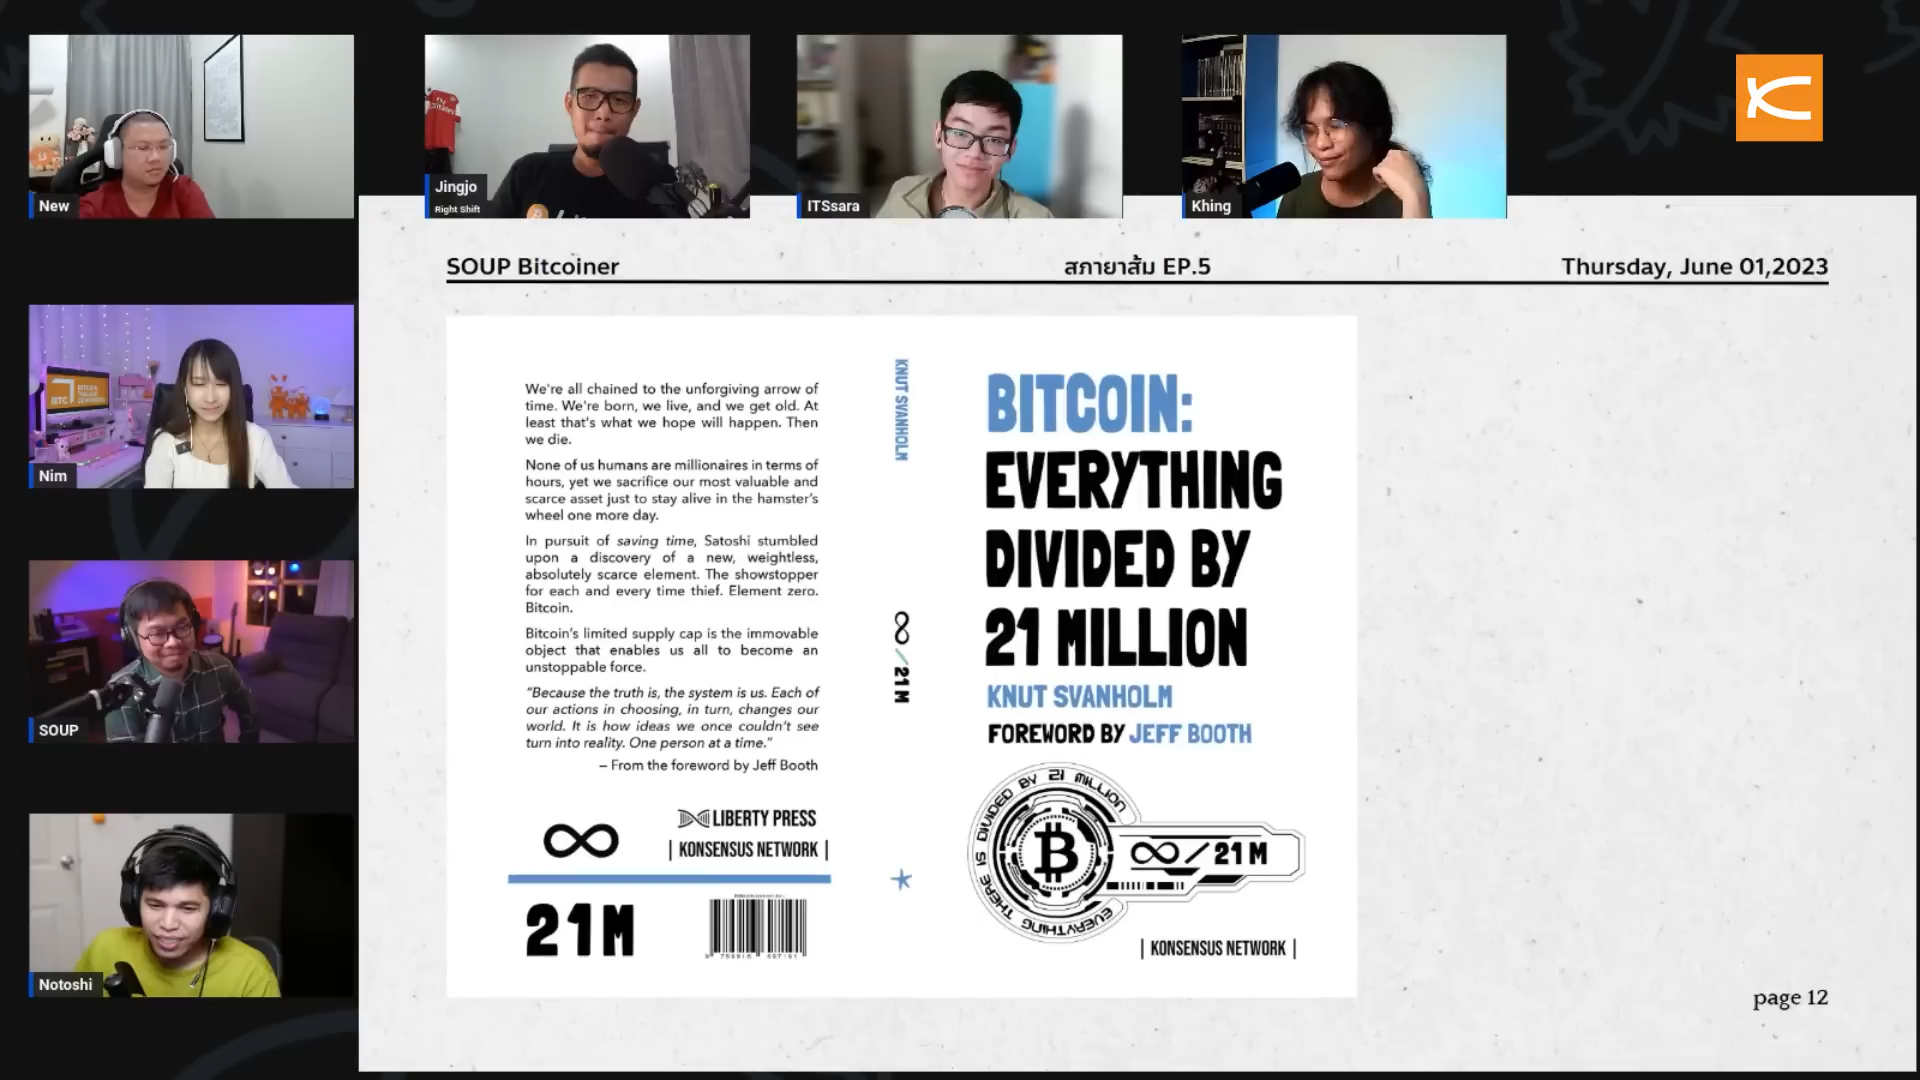 New
Jingjo
Right Shift
ITSsara
Khing
Nim
SOUP
Notoshi
SOUP Bitcoiner
สภายาส้ม EP.5
Thursday, June 01,2023
We're all chained to the unforgiving arrow of
time. We're born, we live, and we get old. At
least that's what we hope will happen. Then
we die.
None of us humans are millionaires in terms of
hours, yet we sacrifice our most valuable and
scarce asset just to stay alive in the hamster's
wheel one more day.
In pursuit of saving time, Satoshi stumbled
upon a discovery of a new, weightless,
absolutely scarce element. The showstopper
for each and every time thief. Element zero.
Bitcoin.
Bitcoin's limited supply cap is the immovable
object that enables us all to become an
unstoppable force.
“Because the truth is, the system is us. Each of
our actions in choosing, in turn, changes our
world. It is how ideas we once couldn't see
turn into reality. One person at a time.”
– From the foreword by Jeff Booth
LIBERTY PRESS
| KONSENSUS NETWORK |
∞
21M
KNUT SVANHOLM
∞/21M
BITCOIN:
EVERYTHING
DIVIDED BY
21 MILLION
KNUT SVANHOLM
FOREWORD BY JEFF BOOTH
EVERYTHING THERE IS DIVIDED BY 21 MILLION
∞/21M
| KONSENSUS NETWORK |
page 12